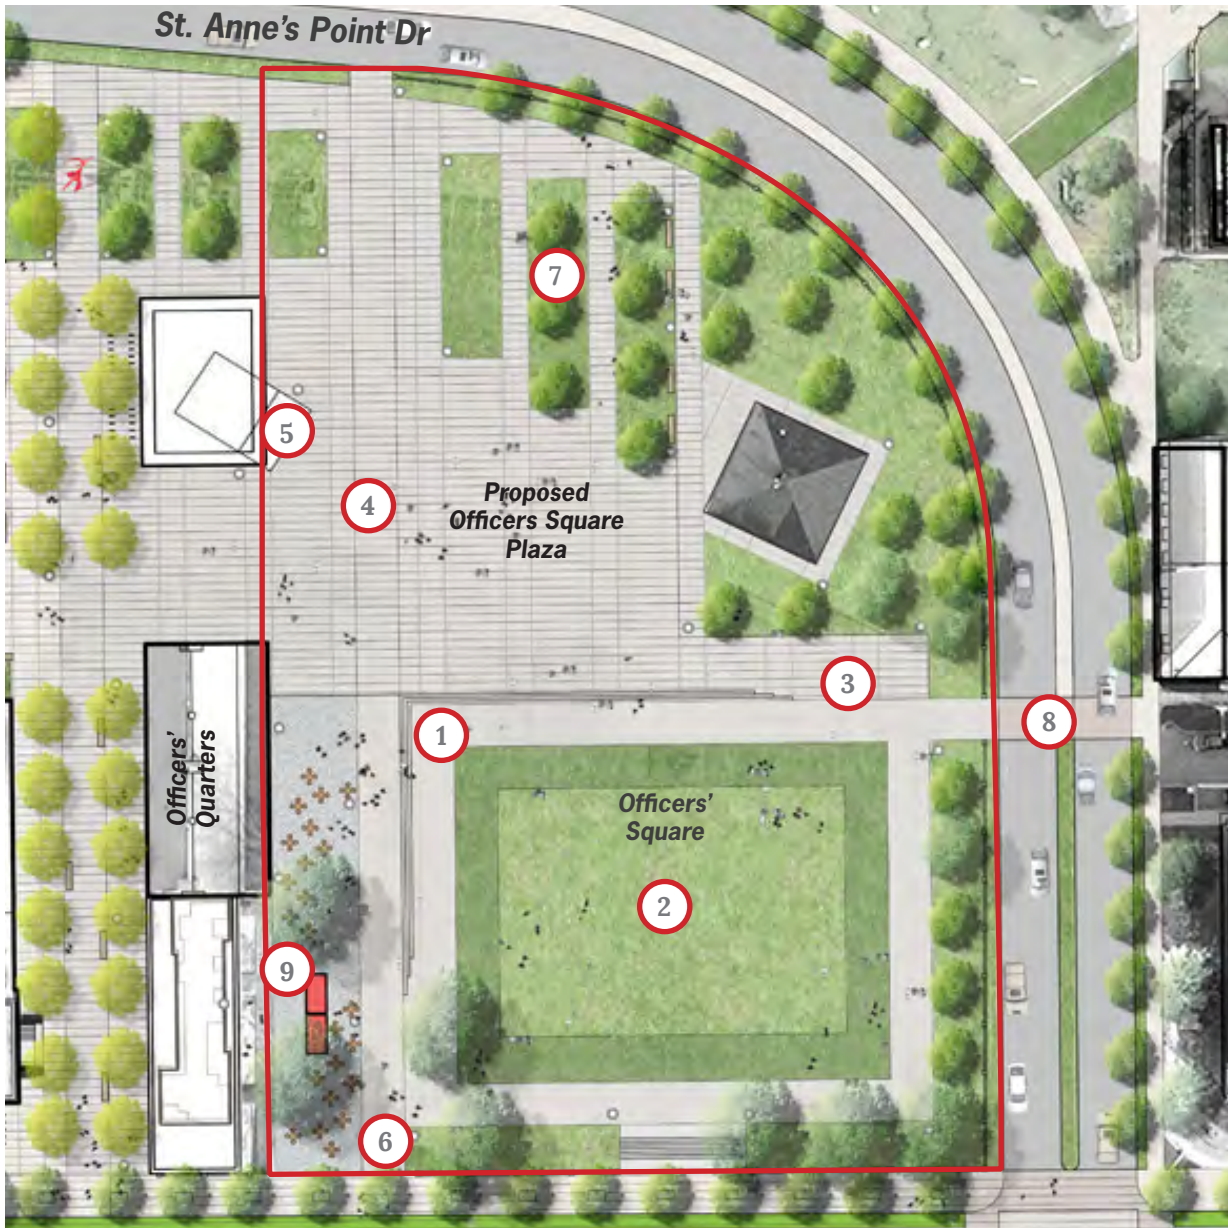 St. Anne's Point Dr
7
5
4
Proposed
Officers Square
Plaza
3
8
1
Officers'
Quarters
Officers'
Square
2
9
6